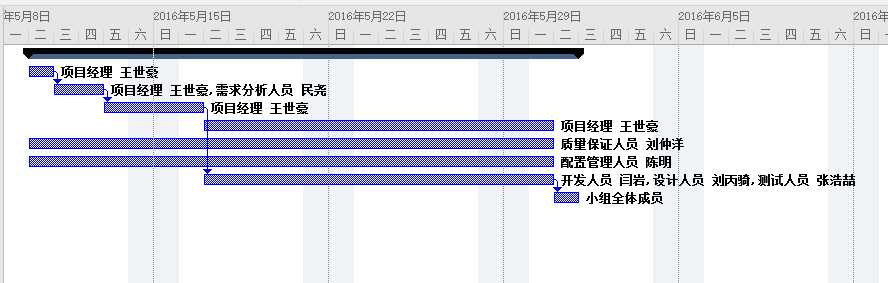 年5月8日 2016年5月15日 2016年5月22日 2016年5月29日 2016年6月5日 2016年
一 二 三 四 五 六 日 一 二 三 四 五 六 日 一 二 三 四 五 六 日 一 二 三 四 五 六 日 一 二 三 四 五 六 日
项目经理 王世豪
项目经理 王世豪,需求分析人员 民尧
项目经理 王世豪
项目经理 王世豪
质量保证人员 刘仲洋
配置管理人员 陈明
开发人员 闫岩,设计人员 刘丙骑,测试人员 张浩喆
小组全体成员